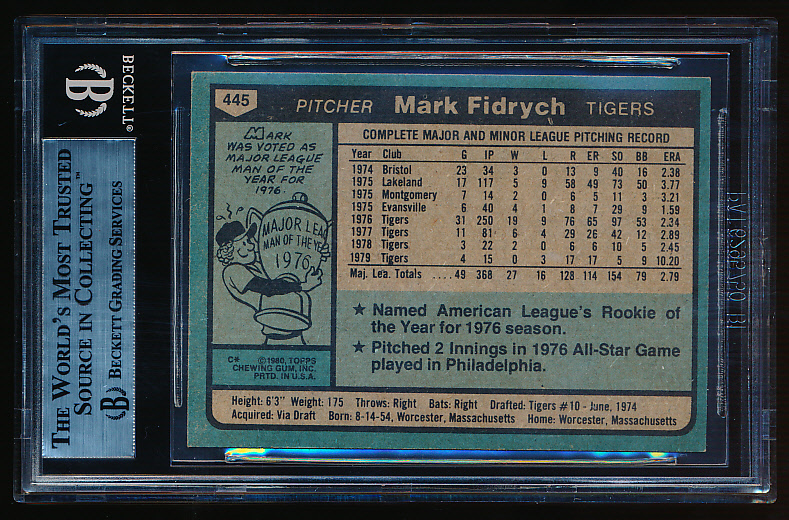 BECKETT®
B
THE WORLD'S MOST TRUSTED
SOURCE IN COLLECTING™
B BECKETT GRADING SERVICES
445
PITCHER Mark Fidrych TIGERS
MARK
WAS VOTED AS
MAJOR LEAGUE
MAN OF THE
YEAR FOR
1976.
MAJOR LEA
MAN OF THE YE
1976
C* ©1980, TOPPS
CHEWING GUM, INC.
PRTD. IN U.S.A.
COMPLETE MAJOR AND MINOR LEAGUE PITCHING RECORD
Year Club G IP W L R ER SO BB ERA
1974 Bristol 23 34 3 0 13 9 40 16 2.38
1975 Lakeland 17 117 5 9 58 49 73 50 3.77
1975 Montgomery 7 14 2 0 6 5 11 3 3.21
1975 Evansville 6 40 4 1 8 7 29 9 1.59
1976 Tigers 31 250 19 9 76 65 97 53 2.34
1977 Tigers 11 81 6 4 29 26 42 12 2.89
1978 Tigers 3 22 2 0 6 6 10 5 2.45
1979 Tigers 4 15 0 3 17 17 5 9 10.20
Maj. Lea. Totals .... 49 368 27 16 128 114 154 79 2.79
★ Named American League's Rookie of
the Year for 1976 season.
★ Pitched 2 Innings in 1976 All-Star Game
played in Philadelphia.
Height: 6'3" Weight: 175 Throws: Right Bats: Right Drafted: Tigers #10 - June, 1974
Acquired: Via Draft Born: 8-14-54, Worcester, Massachusetts Home: Worcester, Massachusetts